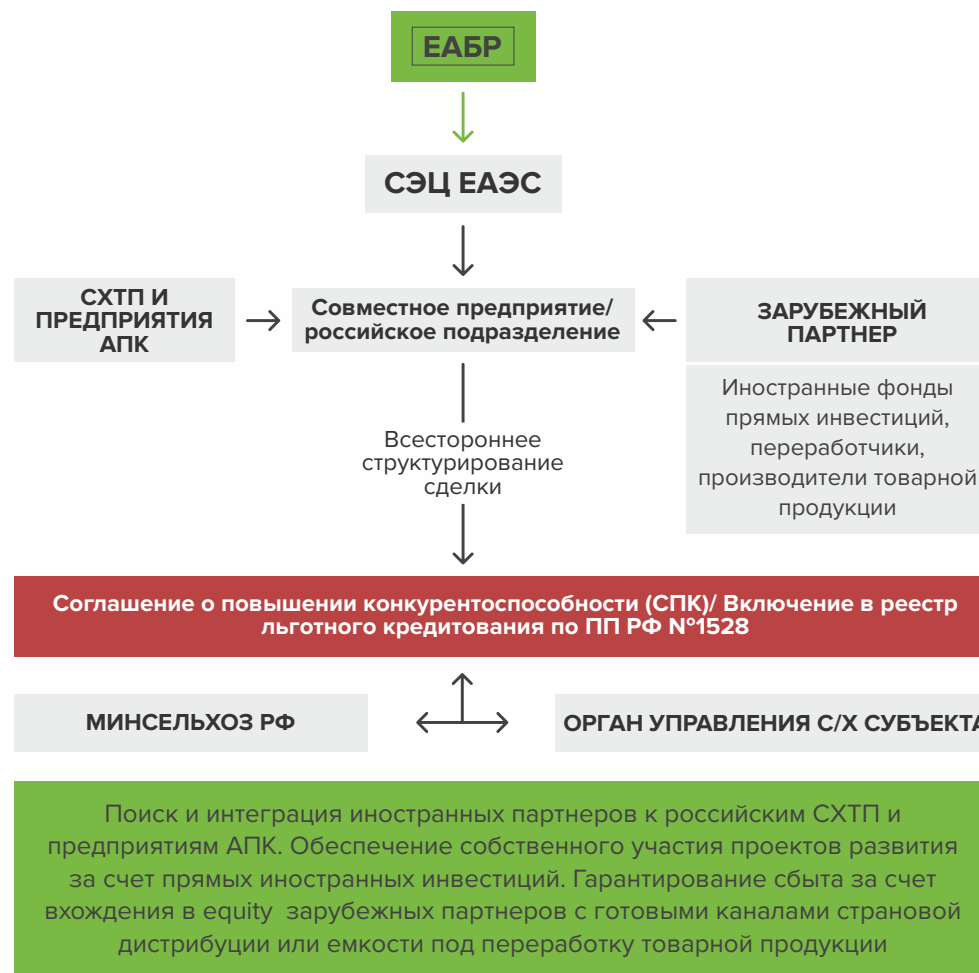 ЕАБР
СЭЦ ЕАЭС
СХТП И
ПРЕДПРИЯТИЯ
АПК
Совместное предприятие/
российское подразделение
ЗАРУБЕЖНЫЙ
ПАРТНЕР
Иностранные фонды
прямых инвестиций,
переработчики,
производители товарной
продукции
Всестороннее
структурирование
сделки
Соглашение о повышении конкурентоспособности (СПК)/ Включение в реестр
льготного кредитования по ПП РФ №1528
МИНСЕЛЬХОЗ РФ
ОРГАН УПРАВЛЕНИЯ С/Х СУБЪЕКТА
Поиск и интеграция иностранных партнеров к российским СХТП и
предприятиям АПК. Обеспечение собственного участия проектов развития
за счет прямых иностранных инвестиций. Гарантирование сбыта за счет
вхождения в equity зарубежных партнеров с готовыми каналами страновой
дистрибуции или емкости под переработку товарной продукции